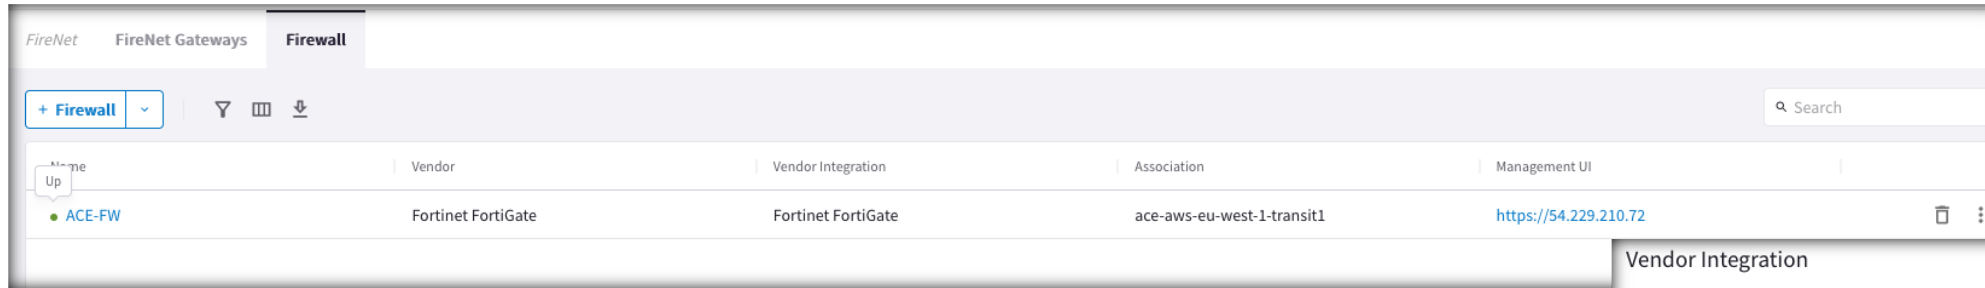 FireNet FireNet Gateways Firewall
+ Firewall Search
Vendor Vendor Integration Association Management UI
Up
ACE-FW Fortinet FortiGate Fortinet FortiGate ace-aws-eu-west-1-transit1 https://54.229.210.72
Vendor Integration